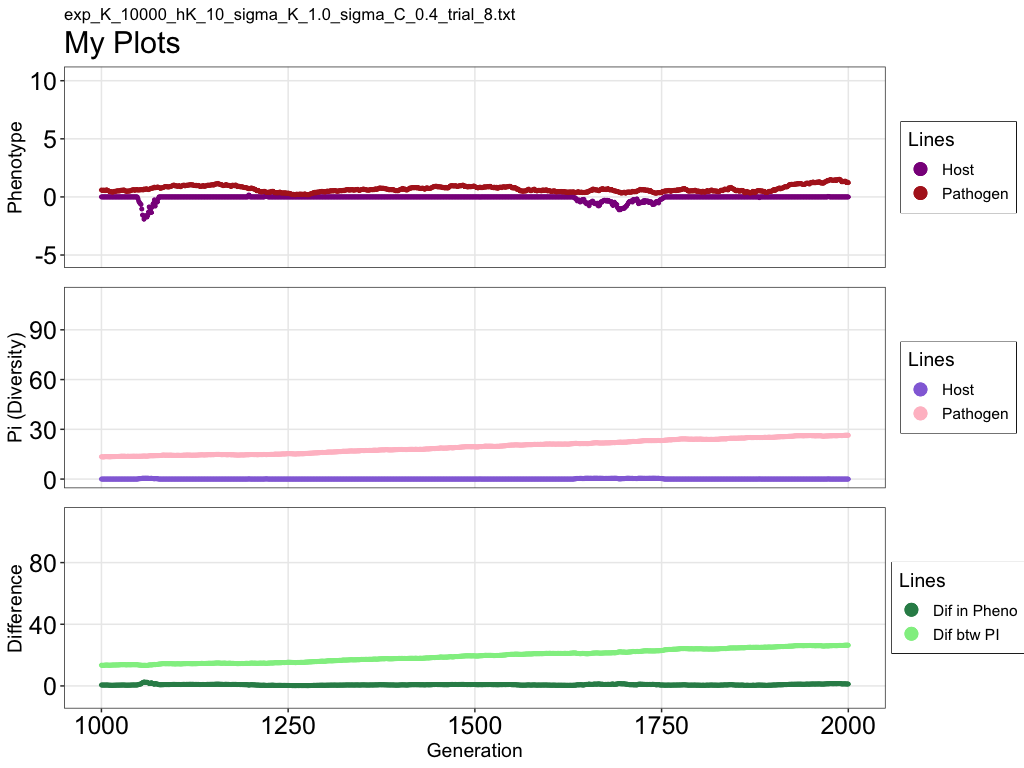 exp_K_10000_hK_10_sigma_K_1.0_sigma_C_0.4_trial_8.txt
My Plots
Phenotype
10
5
0
-5
Lines
Host
Pathogen
Pi (Diversity)
90
60
30
0
Lines
Host
Pathogen
Difference
80
40
0
Lines
Dif in Pheno
Dif btw PI
1000 1250 1500 1750 2000
Generation